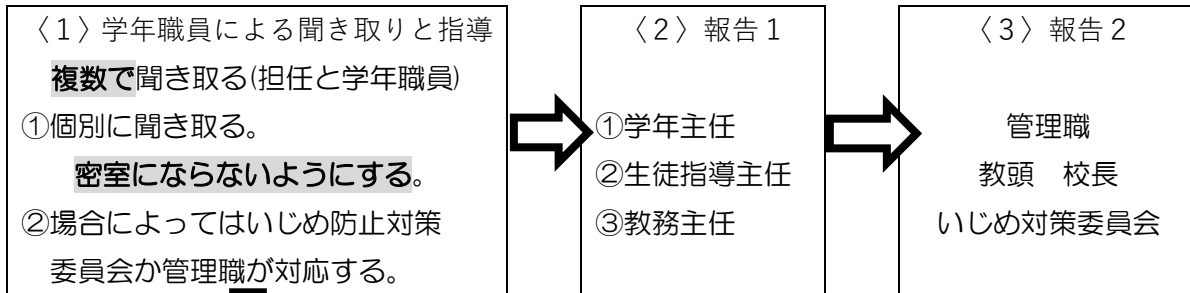 〈1〉学年職員による聞き取りと指導
複数で聞き取る(担任と学年職員)
①個別に聞き取る。
密室にならないようにする。
②場合によってはいじめ防止対策
委員会か管理職が対応する。
〈2〉報告1
①学年主任
②生徒指導主任
③教務主任
〈3〉報告2
管理職
教頭 校長
いじめ対策委員会